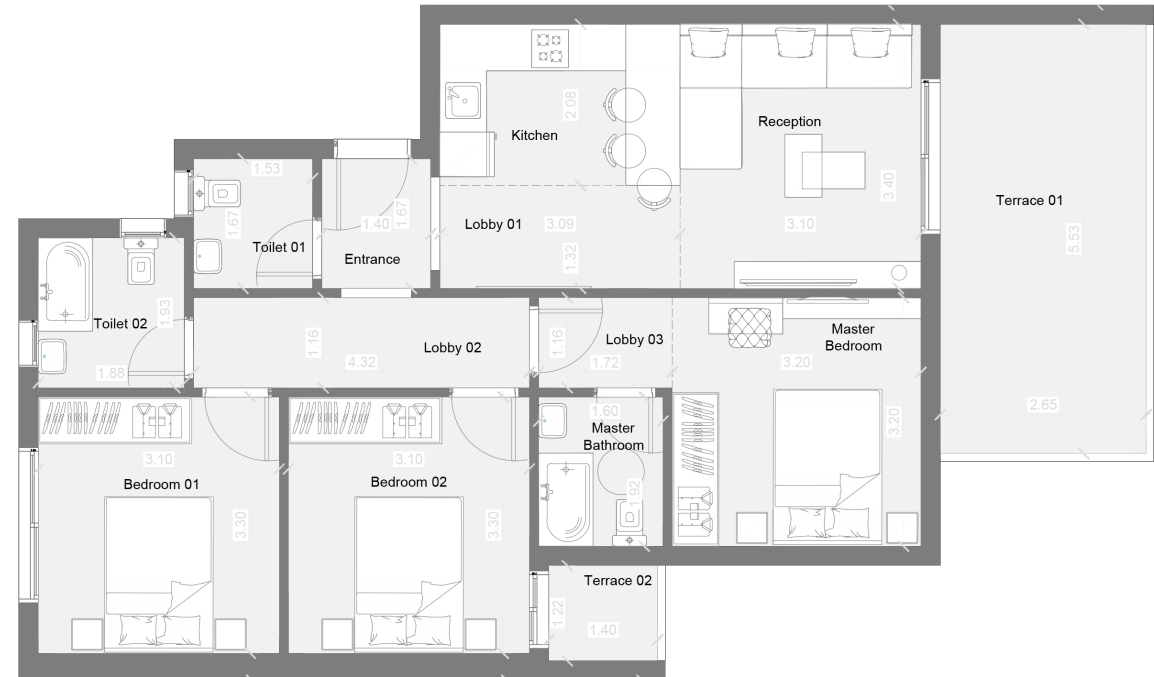 Kitchen
2.08
Reception
3.40
Terrace 01
5.53
2.65
1.53
1.67
Toilet 01
1.40
1.67
Entrance
Lobby 01
3.09
1.32
3.10
Toilet 02
1.93
1.88
1.16
4.32
Lobby 02
1.16
Lobby 03
1.72
Master
Bedroom
3.20
3.20
1.60
Master
Bathroom
1.92
3.10
Bedroom 01
3.30
3.10
Bedroom 02
3.30
Terrace 02
1.22
1.40